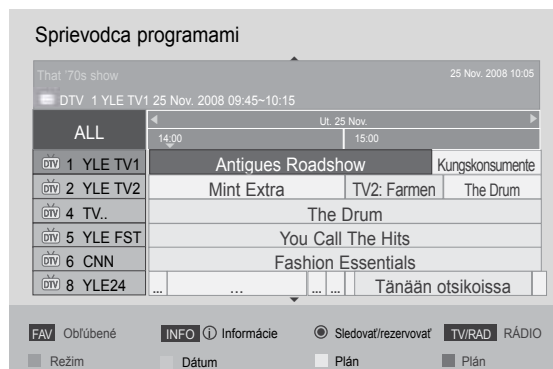 Sprievodca programami
That '70s show 25 Nov. 2008 10:05
DTV 1 YLE TV1 25 Nov. 2008 09:45~10:15
ALL
Ut. 25 Nov.
14:00 15:00
DTV 1 YLE TV1 Antigues Roadshow Kungskonsumente
DTV 2 YLE TV2 Mint Extra TV2: Farmen The Drum
DTV 4 TV.. The Drum
DTV 5 YLE FST You Call The Hits
DTV 6 CNN Fashion Essentials
DTV 8 YLE24 ... ... ... ... Tänään otsikoissa
FAV Obľúbené INFO i Informácie Sledovať/rezervovať TV/RAD RÁDIO
Režim Dátum Plán Plán